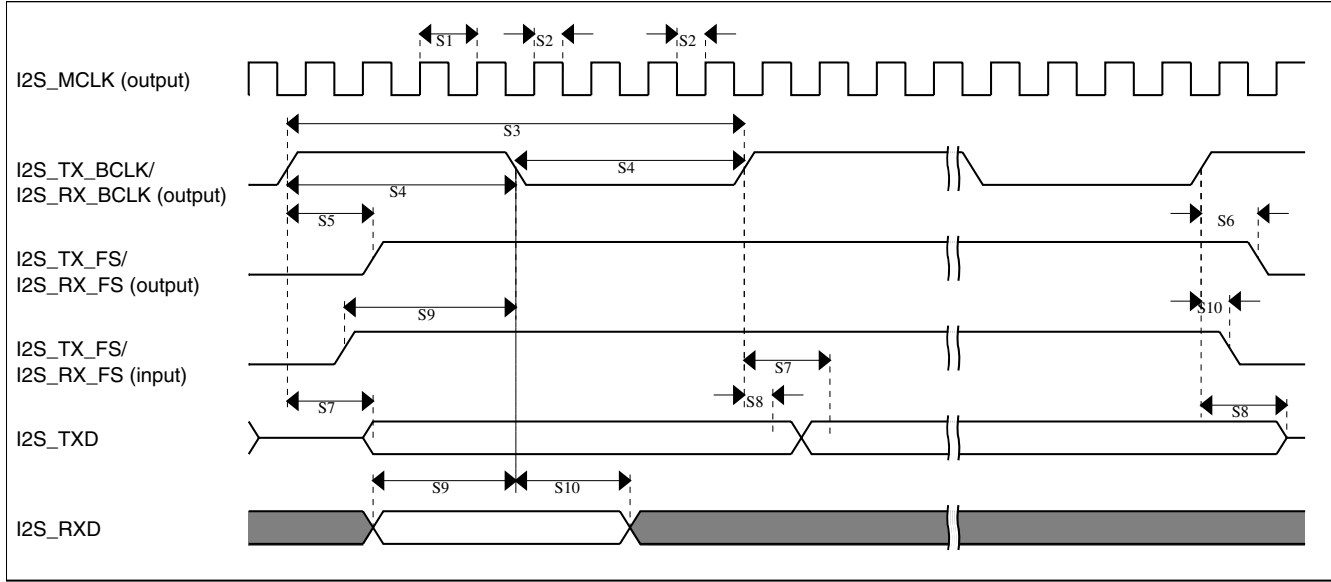 S1 S2 S2
I2S_MCLK (output)
S3
I2S_TX_BCLK/
I2S_RX_BCLK (output)
S4
S4
S5 S6
I2S_TX_FS/
I2S_RX_FS (output)
S9 S10
I2S_TX_FS/
I2S_RX_FS (input)
S7
S7 S8 S8
I2S_TXD
S9 S10
I2S_RXD